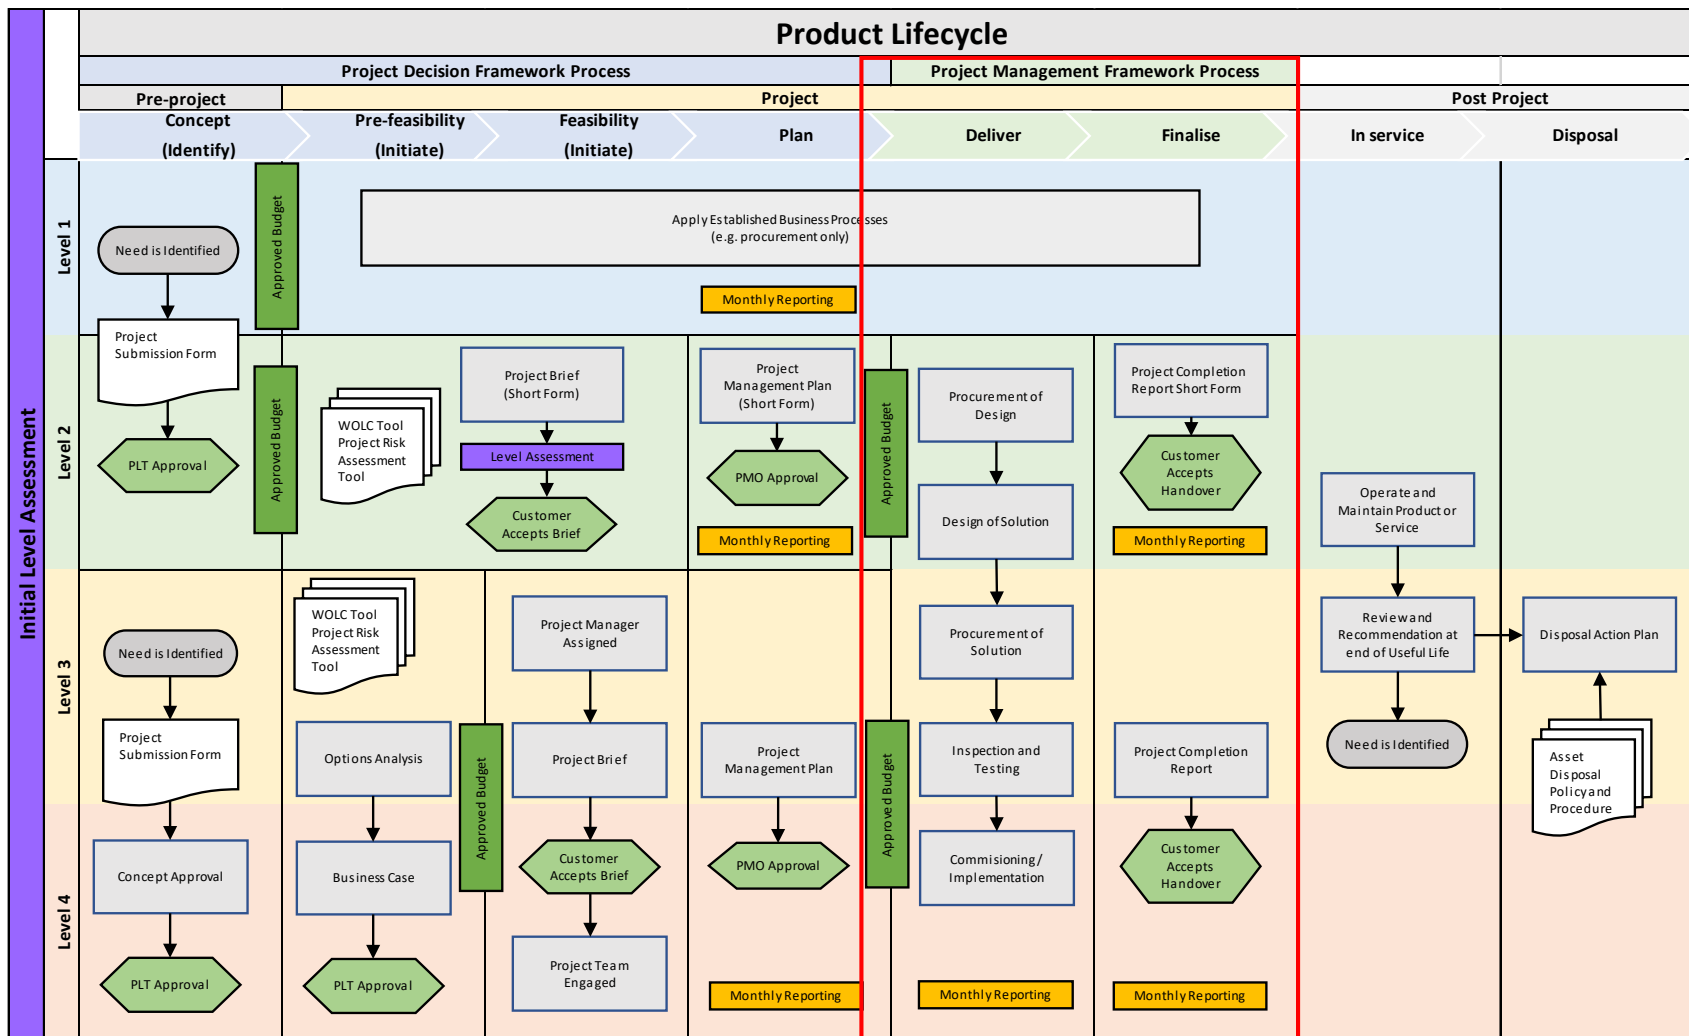 Product Lifecycle
Project Decision Framework Process
Project Management Framework Process
Pre-project
Project
Post Project
Concept
(Identify)
Pre-feasibility
(Initiate)
Feasibility
(Initiate)
Plan
Deliver
Finalise
In service
Disposal
Initial Level Assessment
Level 1
Need is Identified
Approved Budget
Apply Established Business Processes
(e.g. procurement only)
Monthly Reporting
Project
Submission Form
Level 2
PLT Approval
Approved Budget
WOLC Tool
Project Risk
Assessment
Tool
Project Brief
(Short Form)
Level Assessment
Customer
Accepts Brief
Project
Management Plan
(Short Form)
PMO Approval
Monthly Reporting
Approved Budget
Procurement of
Design
Design of Solution
Project Completion
Report Short Form
Customer
Accepts
Handover
Monthly Reporting
Operate and
Maintain Product or
Service
Level 3
Need is Identified
Project
Submission Form
WOLC Tool
Project Risk
Assessment
Tool
Options Analysis
Approved Budget
Project Manager
Assigned
Project Brief
Project
Management Plan
Approved Budget
Procurement of
Solution
Inspection and
Testing
Project Completion
Report
Review and
Recommendation at
end of Useful Life
Need is Identified
Disposal Action Plan
Asset
Disposal
Policy and
Procedure
Level 4
Concept Approval
PLT Approval
Business Case
PLT Approval
Customer
Accepts Brief
Project Team
Engaged
PMO Approval
Monthly Reporting
Commisioning /
Implementation
Monthly Reporting
Customer
Accepts
Handover
Monthly Reporting